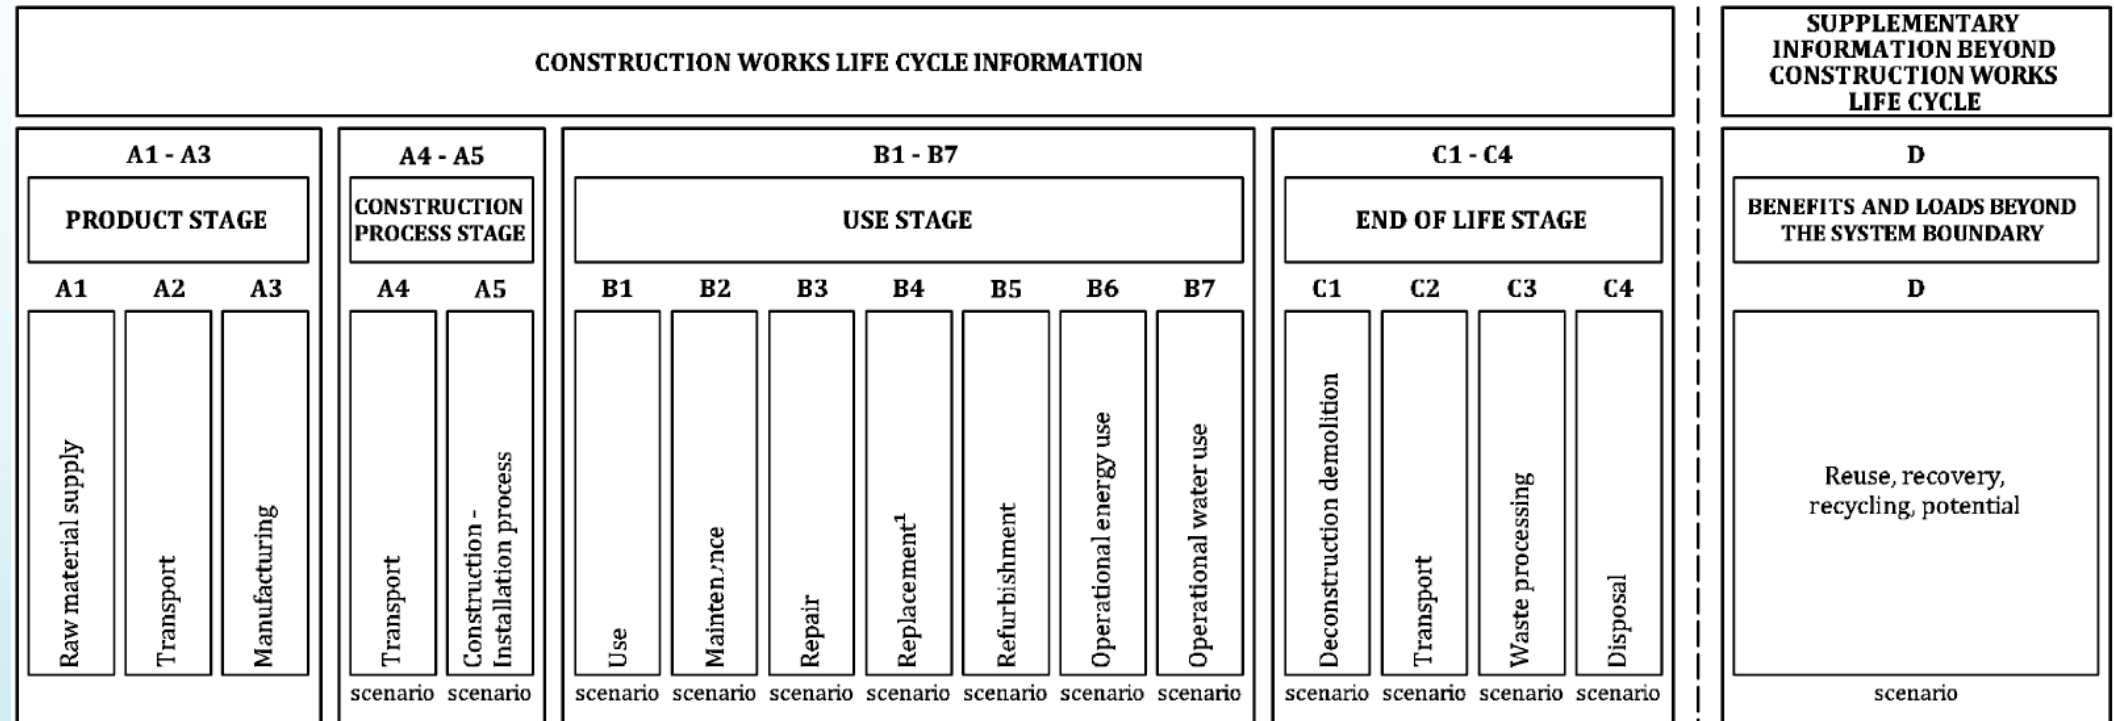 CONSTRUCTION WORKS LIFE CYCLE INFORMATION
SUPPLEMENTARY
INFORMATION BEYOND
CONSTRUCTION WORKS
LIFE CYCLE
A1 - A3
PRODUCT STAGE
A1 A2 A3
Raw material supply
Transport
Manufacturing
A4 - A5
CONSTRUCTION
PROCESS STAGE
A4 A5
Transport
Construction -
Installation process
scenario scenario
B1 - B7
USE STAGE
B1 B2 B3 B4 B5 B6 B7
Use
Maintenance
Repair
Replacement¹
Refurbishment
Operational energy use
Operational water use
scenario scenario scenario scenario scenario scenario scenario
C1 - C4
END OF LIFE STAGE
C1 C2 C3 C4
Deconstruction demolition
Transport
Waste processing
Disposal
scenario scenario scenario scenario
D
BENEFITS AND LOADS BEYOND
THE SYSTEM BOUNDARY
D
Reuse, recovery,
recycling, potential
scenario